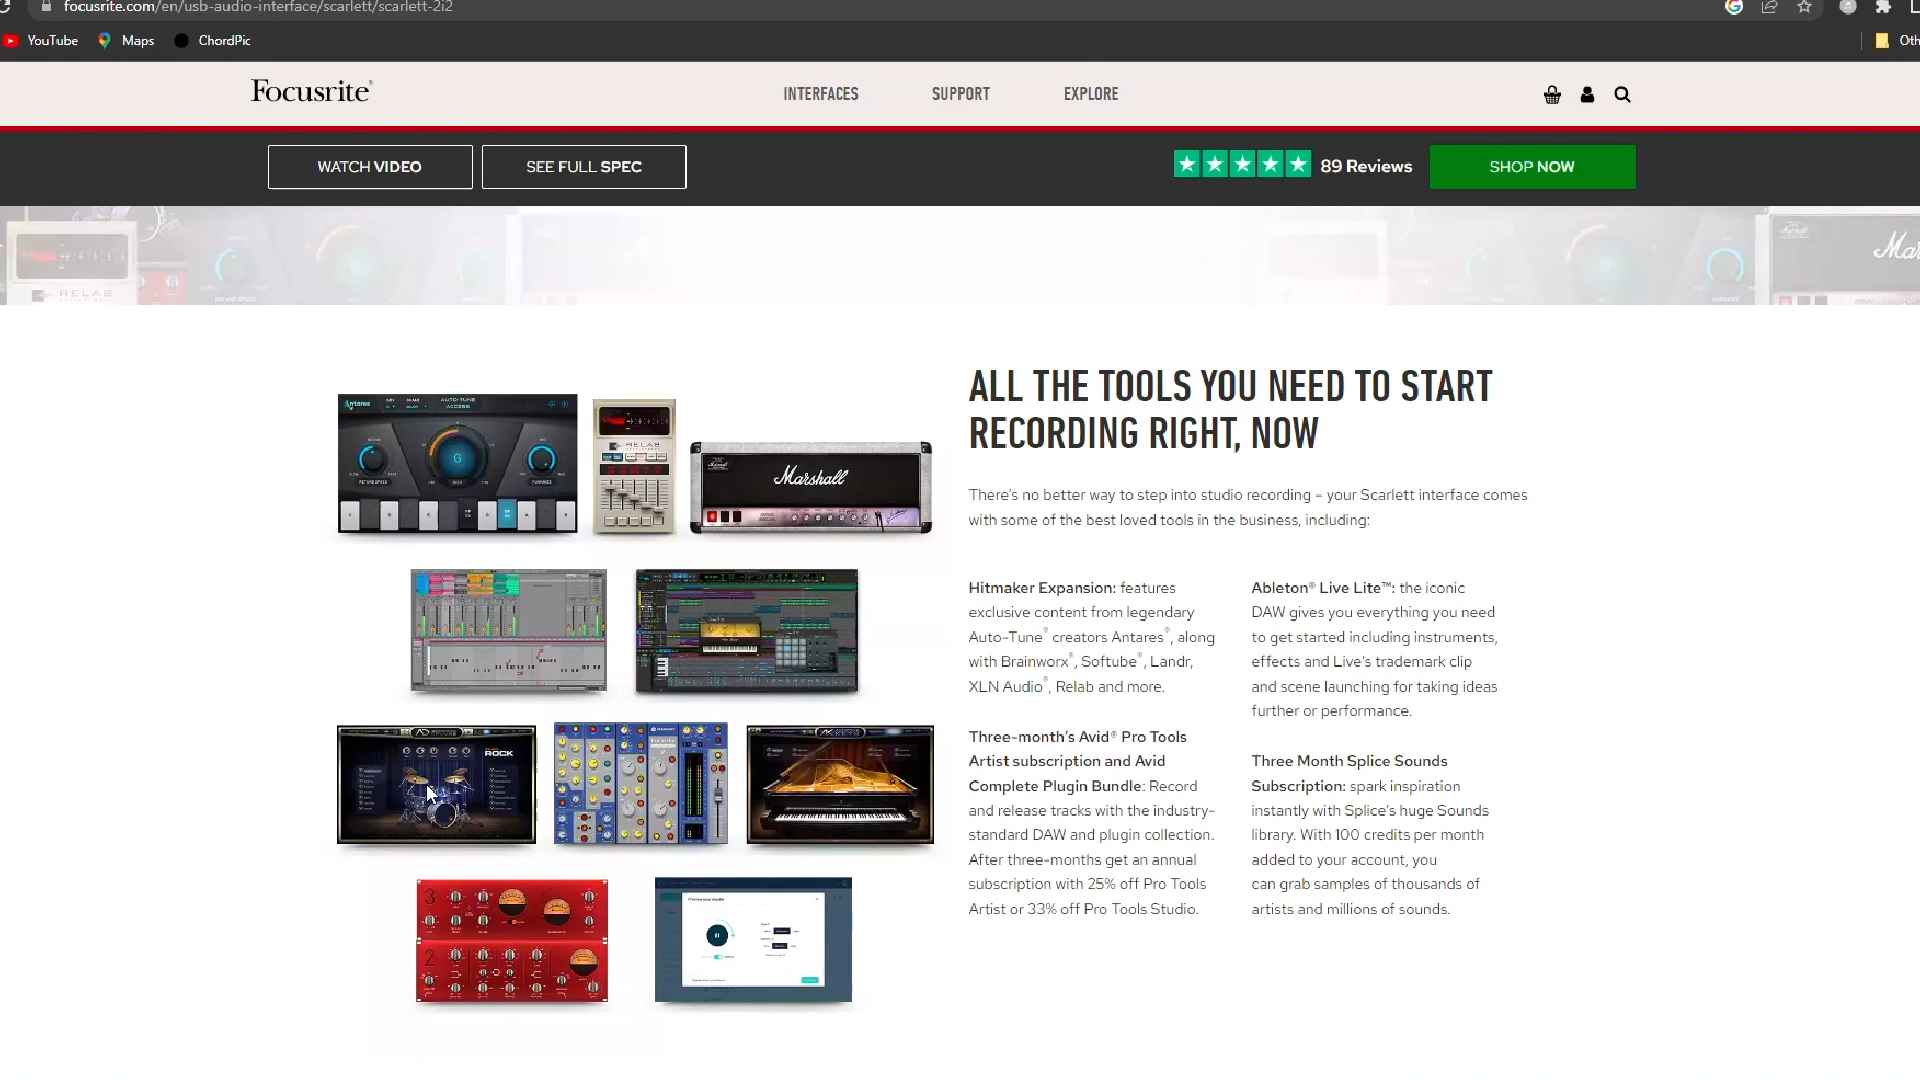 focusrite.com/en/usb-audio-interface/scarlett/scarlett-2i2
YouTube Maps ChordPic
Focusrite®
INTERFACES SUPPORT EXPLORE
WATCH VIDEO SEE FULL SPEC 89 Reviews SHOP NOW
RELAB
ALL THE TOOLS YOU NEED TO START
RECORDING RIGHT, NOW
There's no better way to step into studio recording – your Scarlett interface comes
with some of the best loved tools in the business, including:
Hitmaker Expansion: features
exclusive content from legendary
Auto-Tune® creators Antares®, along
with Brainworx®, Softube®, Landr,
XLN Audio®, Relab and more.
Three-month's Avid® Pro Tools
Artist subscription and Avid
Complete Plugin Bundle: Record
and release tracks with the industry-
standard DAW and plugin collection.
After three-months get an annual
subscription with 25% off Pro Tools
Artist or 33% off Pro Tools Studio.
Ableton® Live Lite™: the iconic
DAW gives you everything you need
to get started including instruments,
effects and Live's trademark clip
and scene launching for taking ideas
further or performance.
Three Month Splice Sounds
Subscription: spark inspiration
instantly with Splice's huge Sounds
library. With 100 credits per month
added to your account, you
can grab samples of thousands of
artists and millions of sounds.
Antares
AUTO-TUNE
ACCESS
G
RELAB
Marshall
ROCK
3
2